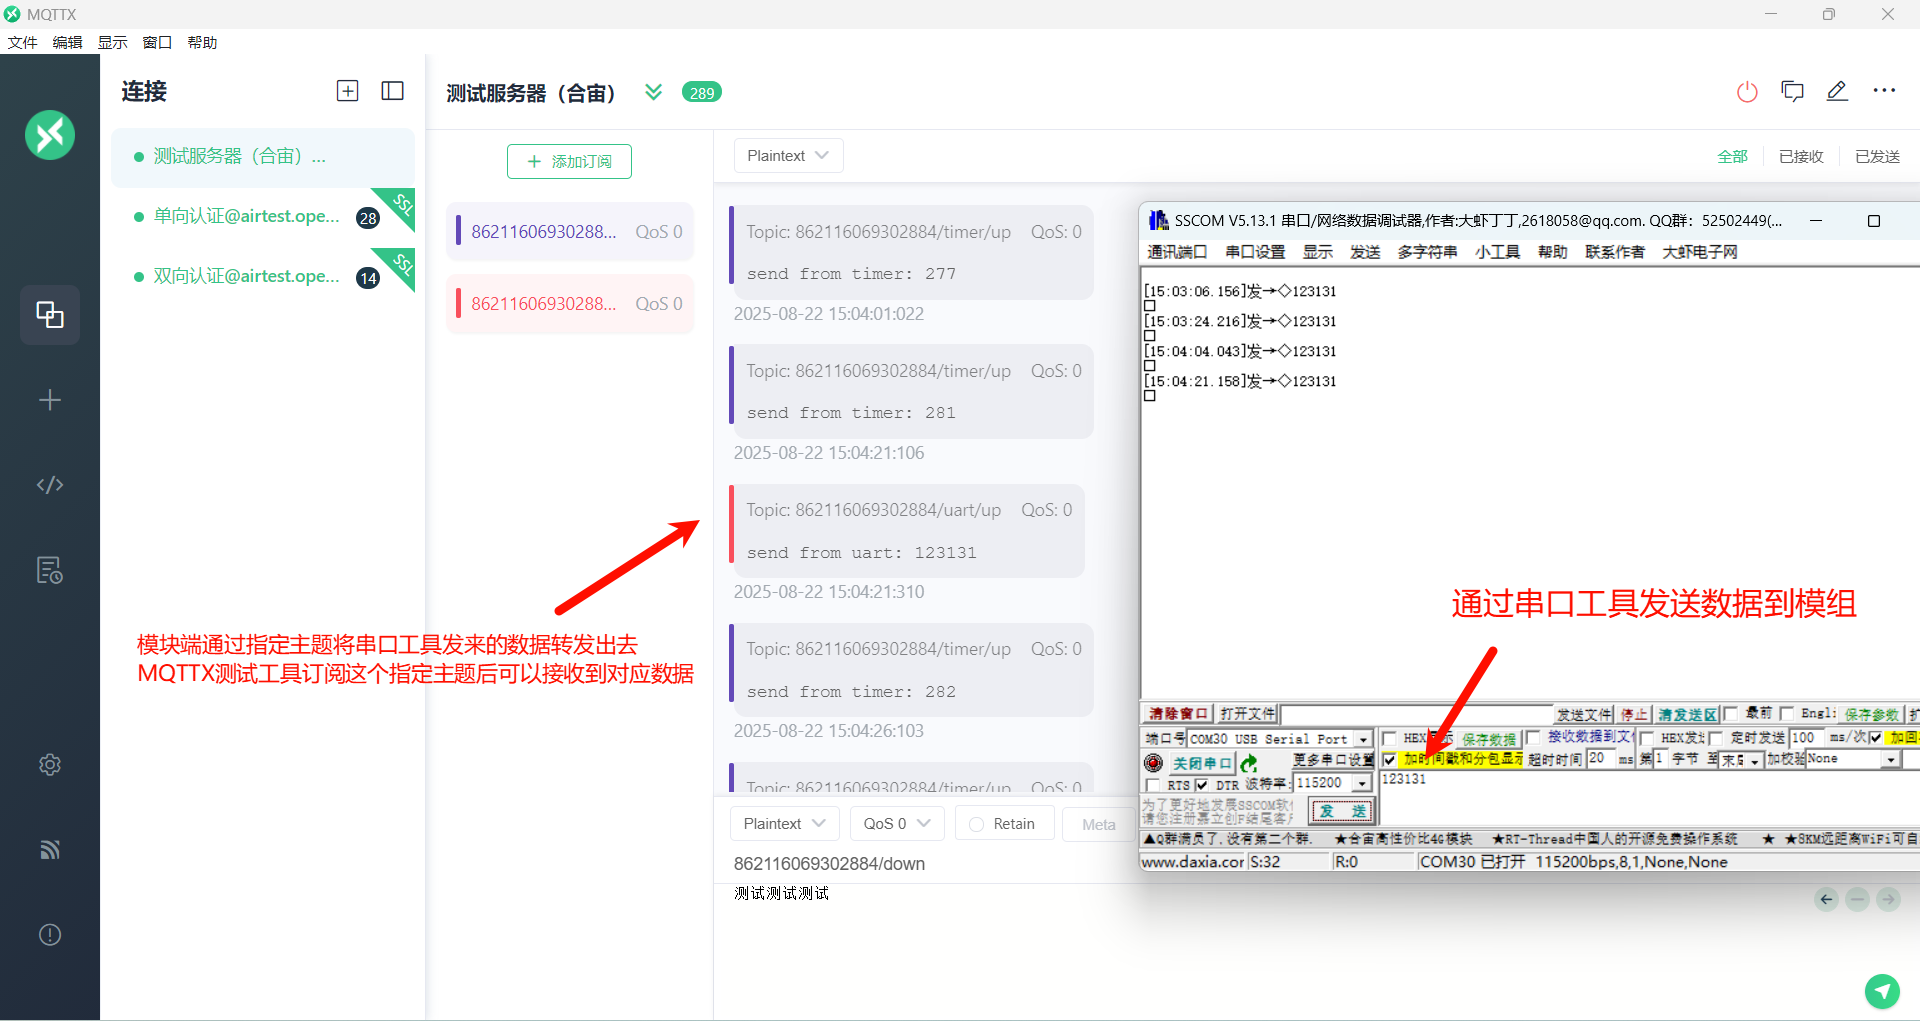 MQTTX
文件 编辑 显示 窗口 帮助
连接
测试服务器（合宙）...
单向认证@airtest.ope... 28 SSL
双向认证@airtest.ope... 14 SSL
测试服务器（合宙） 289
添加订阅
86211606930288... QoS 0
86211606930288... QoS 0
Plaintext
全部 已接收 已发送
Topic: 862116069302884/timer/up QoS: 0
send from timer: 277
2025-08-22 15:04:01:022
Topic: 862116069302884/timer/up QoS: 0
send from timer: 281
2025-08-22 15:04:21:106
Topic: 862116069302884/uart/up QoS: 0
send from uart: 123131
2025-08-22 15:04:21:310
Topic: 862116069302884/timer/up QoS: 0
send from timer: 282
2025-08-22 15:04:26:103
Topic: 862116069302884/timer/up QoS: 0
Plaintext QoS 0 Retain Meta
862116069302884/down
测试测试测试
模块端通过指定主题将串口工具发来的数据转发出去
MQTTX测试工具订阅这个指定主题后可以接收到对应数据
SSCOM V5.13.1 串口/网络数据调试器,作者:大虾丁丁,2618058@qq.com. QQ群：52502449(...
通讯端口 串口设置 显示 发送 多字符串 小工具 帮助 联系作者 大虾电子网
[15:03:06.156]发→◇123131
[15:03:24.216]发→◇123131
[15:04:04.043]发→◇123131
[15:04:21.158]发→◇123131
通过串口工具发送数据到模组
清除窗口 打开文件 发送文件 停止 清发送区 最前 Engli 保存参数
端口号 COM30 USB Serial Port HEX 保存数据 接收数据到文 HEX发 定时发送 100 ms/次 加回
关闭串口 更多串口设置 加时间戳和分包显示 超时时间 20 ms 第1 字节 至 末 加校验 None
RTS DTR 波特率: 115200 123131
为了更好地发展SSCOM软
请您注册嘉立创F结尾客
发 送
▲Q群满员了,没有第二个群. ★合宙高性价比4G模块 ★RT-Thread中国人的开源免费操作系统 ★ ★8KM远距离WiFi可自
www.daxia.cor S:32 R:0 COM30 已打开 115200bps,8,1,None,None